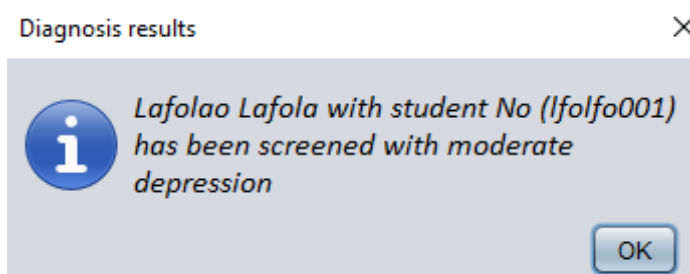 Diagnosis results
Lafolao Lafola with student No (lfolfo001)
has been screened with moderate
depression
OK